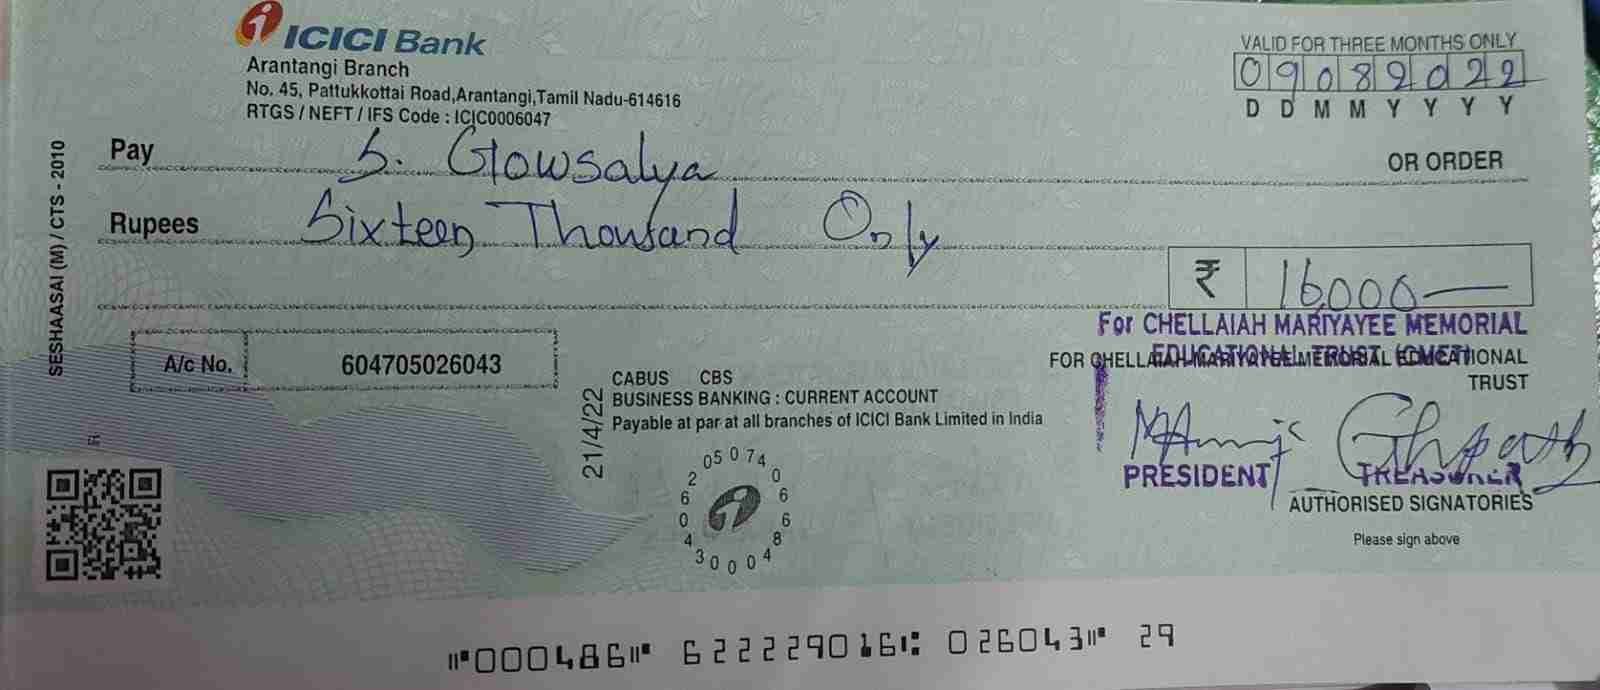 ICICI Bank
Arantangi Branch
No. 45, Pattukkottai Road,Arantangi,Tamil Nadu-614616
RTGS / NEFT / IFS Code : ICIC0006047
VALID FOR THREE MONTHS ONLY
09082022
D D M M Y Y Y Y
Pay S. Gowsalya OR ORDER
Rupees Sixteen Thousand Only
₹ 16,000
SESHAASAI (M) / CTS - 2010
A/c No. 604705026043
For CHELLAIAH MARIYAYEE MEMORIAL
EDUCATIONAL TRUST (CMET)
FOR CHELLAIAH MARIYAYEE MEMORIAL EDUCATIONAL
TRUST
21/4/22
CABUS CBS
BUSINESS BANKING : CURRENT ACCOUNT
Payable at par at all branches of ICICI Bank Limited in India
PRESIDENT TREASURER
AUTHORISED SIGNATORIES
Please sign above
⑈000486⑈ 622229016⑆ 026043⑈ 29